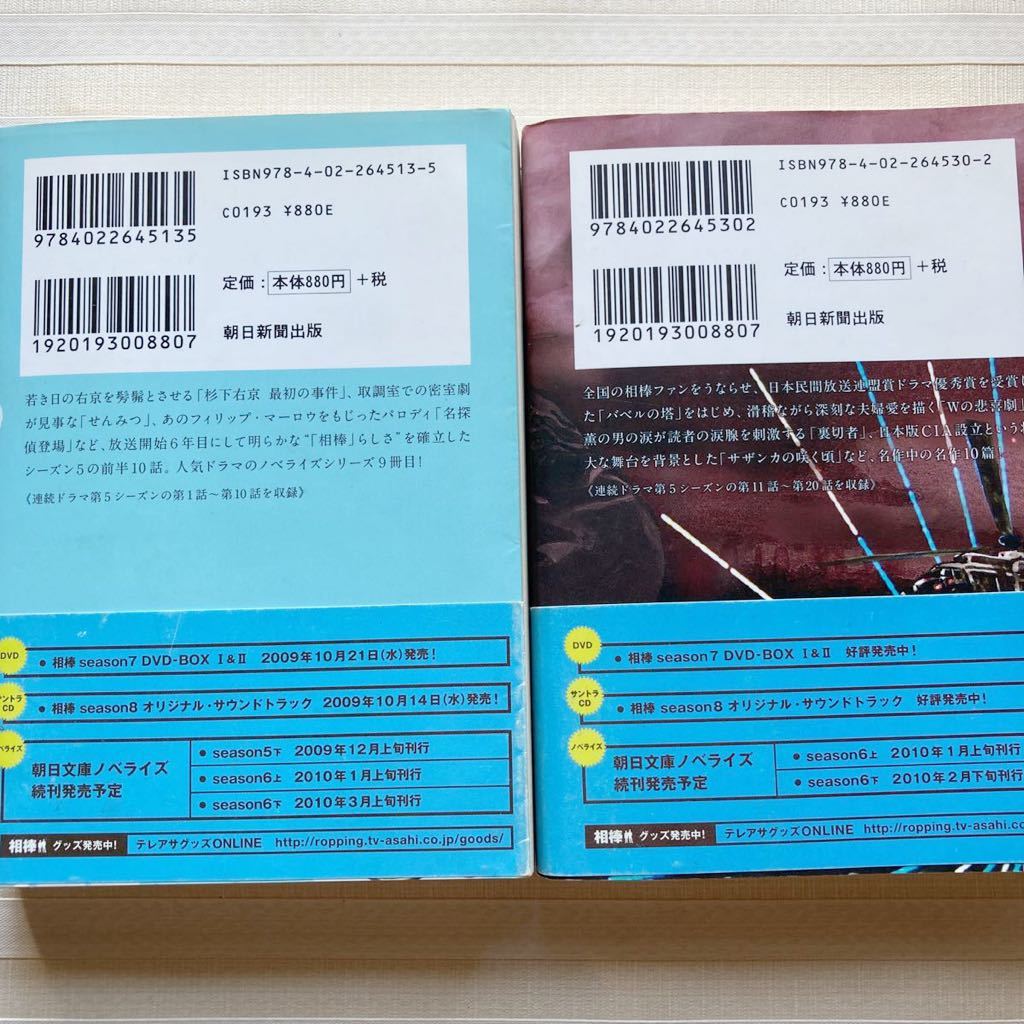 ISBN978-4-02-264513-5
C0193 ¥880E
9784022645135
定価：本体880円＋税
1920193008807
朝日新聞出版
若き日の右京を髣髴とさせる「杉下右京　最初の事件」、取調室での密室劇
が見事な「せんみつ」、あのフィリップ・マーロウをもじったパロディ「名探
偵登場」など、放送開始6年目にして明らかな“「相棒」らしさ”を確立した
シーズン5の前半10話。人気ドラマのノベライズシリーズ9冊目！
《連続ドラマ第5シーズンの第1話〜第10話を収録》
DVD
● 相棒 season7 DVD-BOX Ⅰ&Ⅱ 2009年10月21日(水)発売！
サントラ
CD
● 相棒 season8 オリジナル・サウンドトラック 2009年10月14日(水)発売！
ベライズ
朝日文庫ノベライズ
続刊発売予定
● season5下 2009年12月上旬刊行
● season6上 2010年1月上旬刊行
● season6下 2010年3月上旬刊行
相棒 グッズ発売中！ テレアサグッズONLINE http://ropping.tv-asahi.co.jp/goods/
ISBN978-4-02-264530-2
C0193 ¥880E
9784022645302
定価：本体880円＋税
1920193008807
朝日新聞出版
全国の相棒ファンをうならせ、日本民間放送連盟賞ドラマ優秀賞を受賞し
た「バベルの塔」をはじめ、滑稽ながら深刻な夫婦愛を描く「Wの悲喜劇」
薫の男の涙が読者の涙腺を刺激する「裏切者」、日本版CIA設立という
大な舞台を背景とした「サザンカの咲く頃」など、名作中の名作10篇！
《連続ドラマ第5シーズンの第11話〜第20話を収録》
DVD
● 相棒 season7 DVD-BOX Ⅰ&Ⅱ 好評発売中！
サントラ
CD
● 相棒 season8 オリジナル・サウンドトラック 好評発売中！
ノベライズ
朝日文庫ノベライズ
続刊発売予定
● season6上 2010年1月上旬刊行
● season6下 2010年2月下旬刊行
相棒 グッズ発売中！ テレアサグッズONLINE http://ropping.tv-asahi.co.j